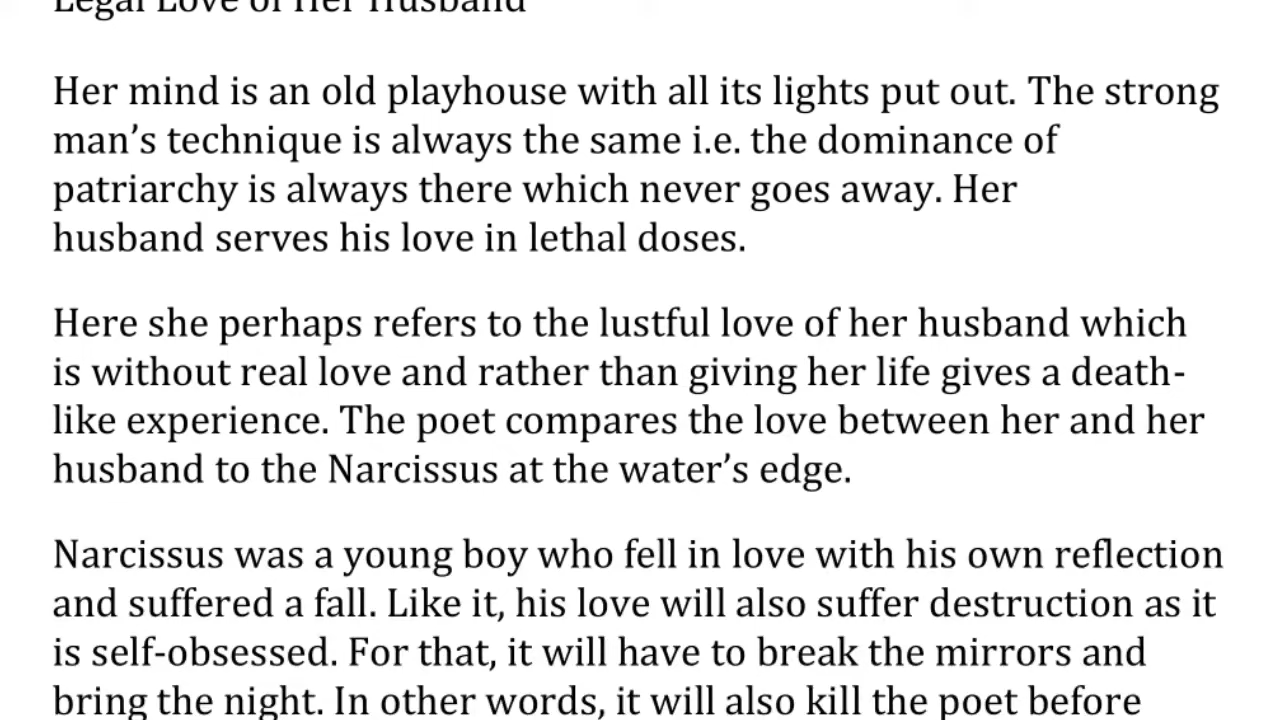 Legal Love of Her Husband
Her mind is an old playhouse with all its lights put out. The strong
man’s technique is always the same i.e. the dominance of
patriarchy is always there which never goes away. Her
husband serves his love in lethal doses.
Here she perhaps refers to the lustful love of her husband which
is without real love and rather than giving her life gives a death-
like experience. The poet compares the love between her and her
husband to the Narcissus at the water’s edge.
Narcissus was a young boy who fell in love with his own reflection
and suffered a fall. Like it, his love will also suffer destruction as it
is self-obsessed. For that, it will have to break the mirrors and
bring the night. In other words, it will also kill the poet before